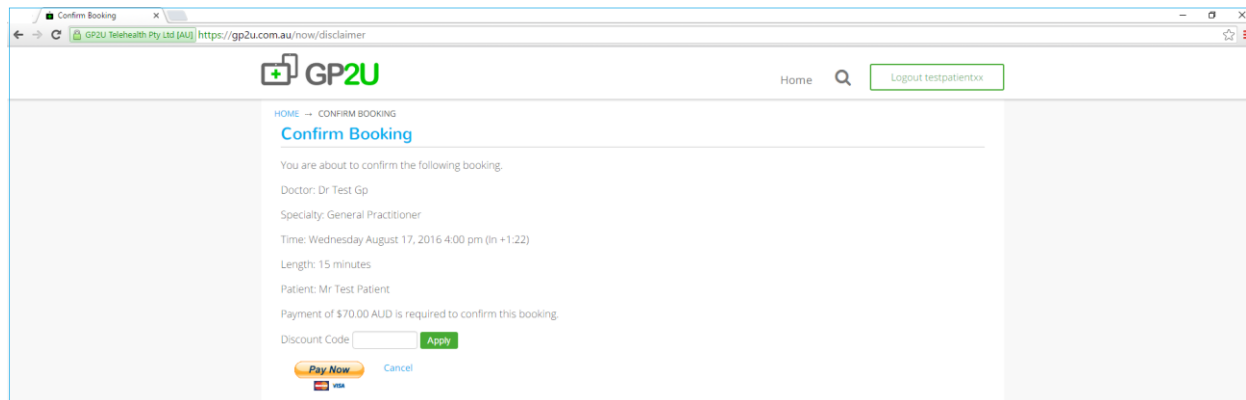 Confirm Booking
GP2U Telehealth Pty Ltd [AU] https://gp2u.com.au/now/disclaimer
GP2U
Home
Logout testpatientxx
HOME → CONFIRM BOOKING
Confirm Booking
You are about to confirm the following booking.
Doctor: Dr Test Gp
Specialty: General Practitioner
Time: Wednesday August 17, 2016 4:00 pm (In +1:22)
Length: 15 minutes
Patient: Mr Test Patient
Payment of $70.00 AUD is required to confirm this booking.
Discount Code Apply
Pay Now Cancel
VISA